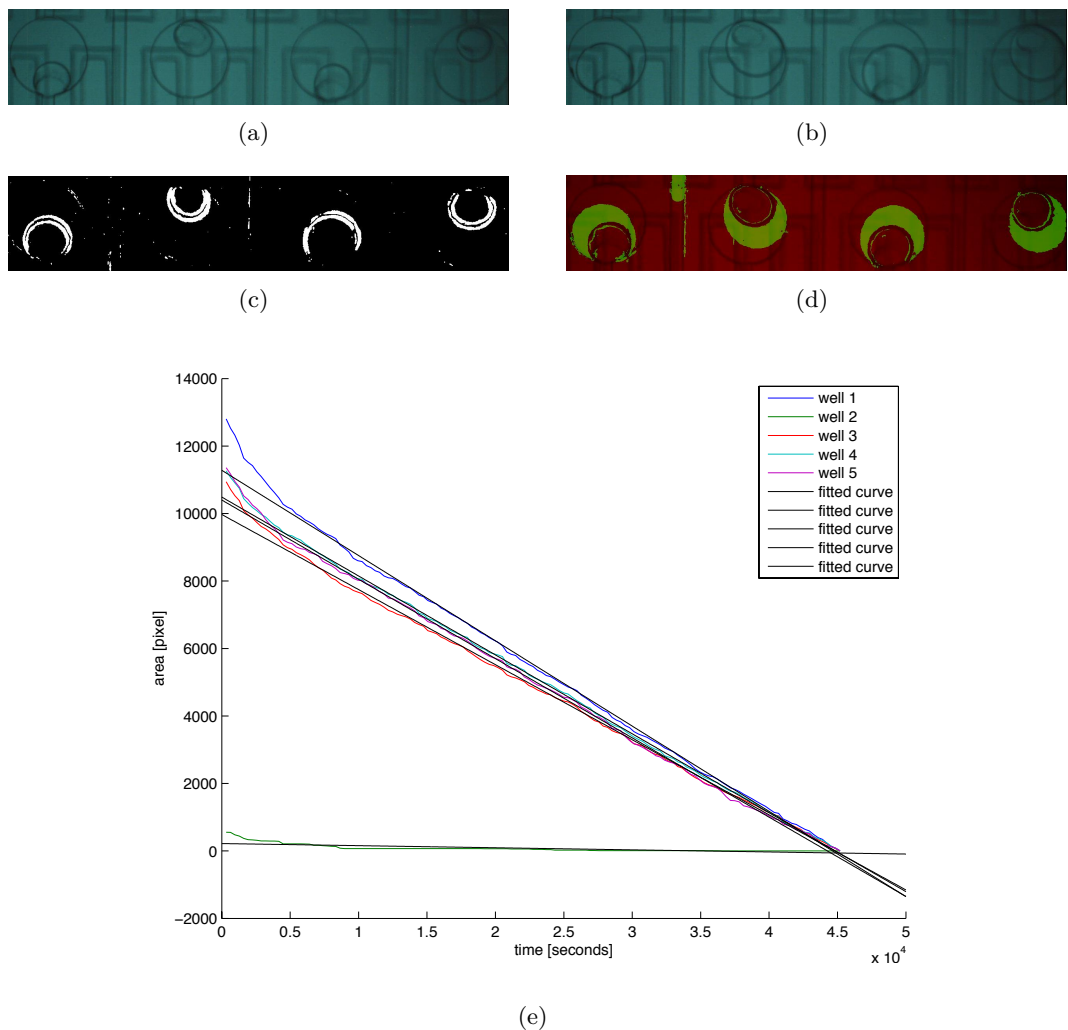 (a)
(b)
(c)
(d)
14000
12000
10000
8000
6000
4000
2000
0
−2000
area [pixel]
0
0.5
1
1.5
2
2.5
3
3.5
4
4.5
5
x 10⁴
time [seconds]
well 1
well 2
well 3
well 4
well 5
fitted curve
fitted curve
fitted curve
fitted curve
fitted curve
(e)